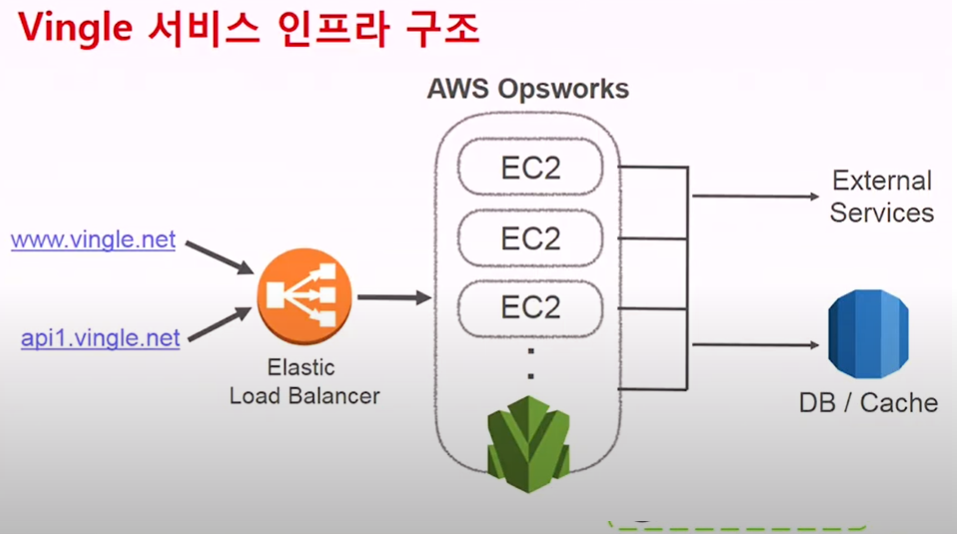 Vingle 서비스 인프라 구조
AWS Opsworks
EC2
EC2
EC2
www.vingle.net
api1.vingle.net
Elastic
Load Balancer
External
Services
DB / Cache